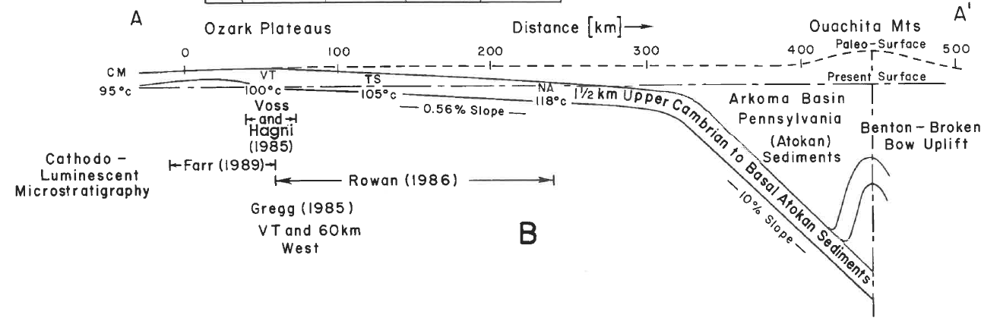 A
A'
Ozark Plateaus
Distance [km]
Ouachita Mts
0
100
200
300
400
Paleo-Surface
500
CM
VT
TS
NA
Present Surface
95°c
100°c
105°c
118°c
1½ km Upper Cambrian to Basal Atokan Sediments
0.56% Slope
10% Slope
Arkoma Basin
Pennsylvania
(Atokan)
Sediments
Benton-Broken
Bow Uplift
Voss
and
Hagni
(1985)
Cathodo-
Luminescent
Microstratigraphy
Farr (1989)
Rowan (1986)
Gregg (1985)
VT and 60km
West
B